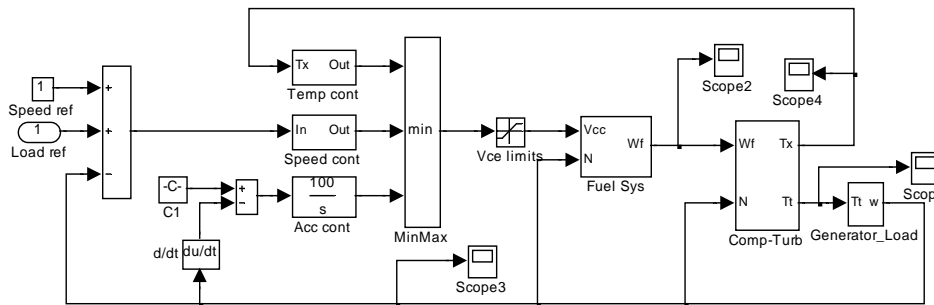 Tx Out
Temp cont
Scope2
Scope4
1
Speed ref
+
1
Load ref
+
−
In Out
Speed cont
min
Vce limits
Vcc
N
Wf
Fuel Sys
Wf
Tx
N
Tt
Comp-Turb
Scop
Tt w
Generator_Load
-C-
C1
+
−
100
s
Acc cont
MinMax
d/dt
du/dt
Scope3